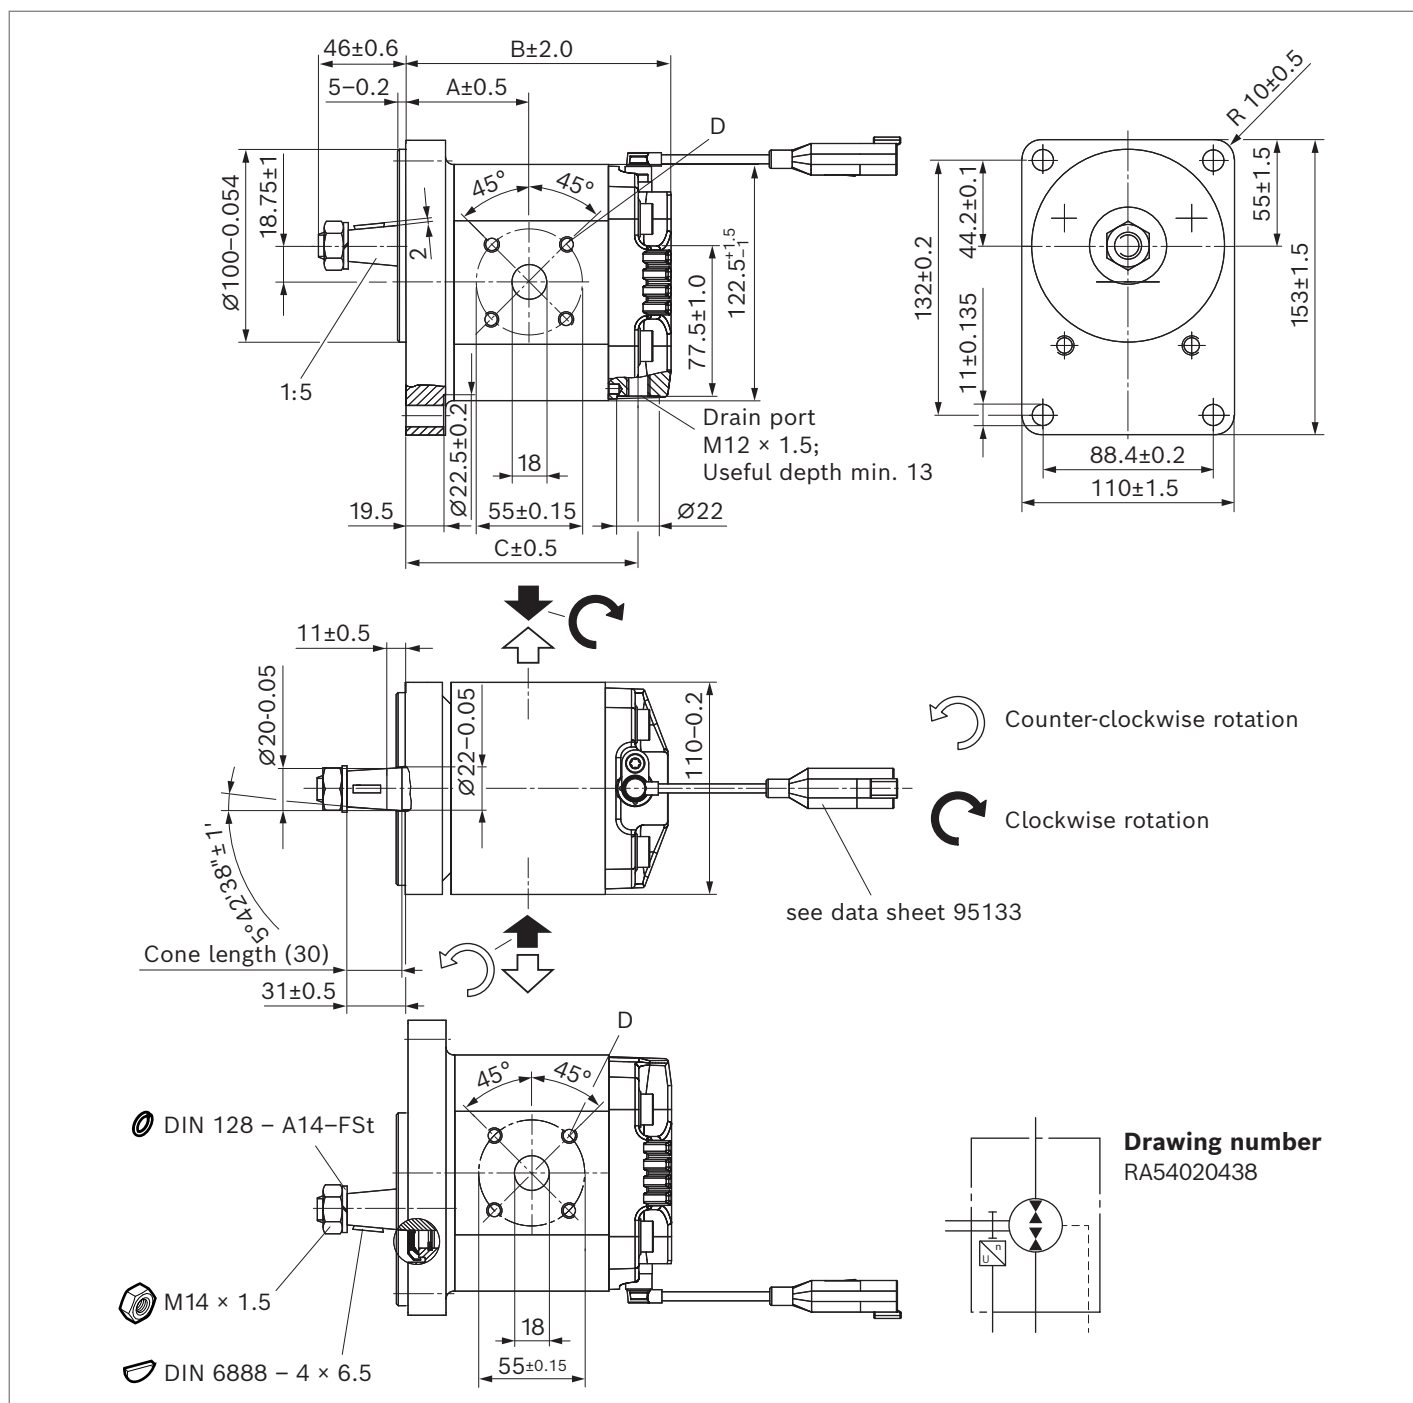 46±0.6
B±2.0
5−0.2
A±0.5
D
R 10±0.5
Ø100−0.054
18.75±1
45°
45°
2
1:5
77.5±1.0
122.5+1.5−1
132±0.2
44.2±0.1
11±0.135
55±1.5
153±1.5
Drain port
M12 × 1.5;
Useful depth min. 13
Ø22.5±0.2
18
19.5
55±0.15
Ø22
C±0.5
88.4±0.2
110±1.5
11±0.5
Ø20-0.05
Ø22−0.05
110−0.2
Counter-clockwise rotation
Clockwise rotation
5°42'38"± 1'
see data sheet 95133
Cone length (30)
31±0.5
D
45°
45°
DIN 128 – A14–FSt
M14 × 1.5
DIN 6888 – 4 × 6.5
18
55±0.15
Drawing number
RA54020438
n
U